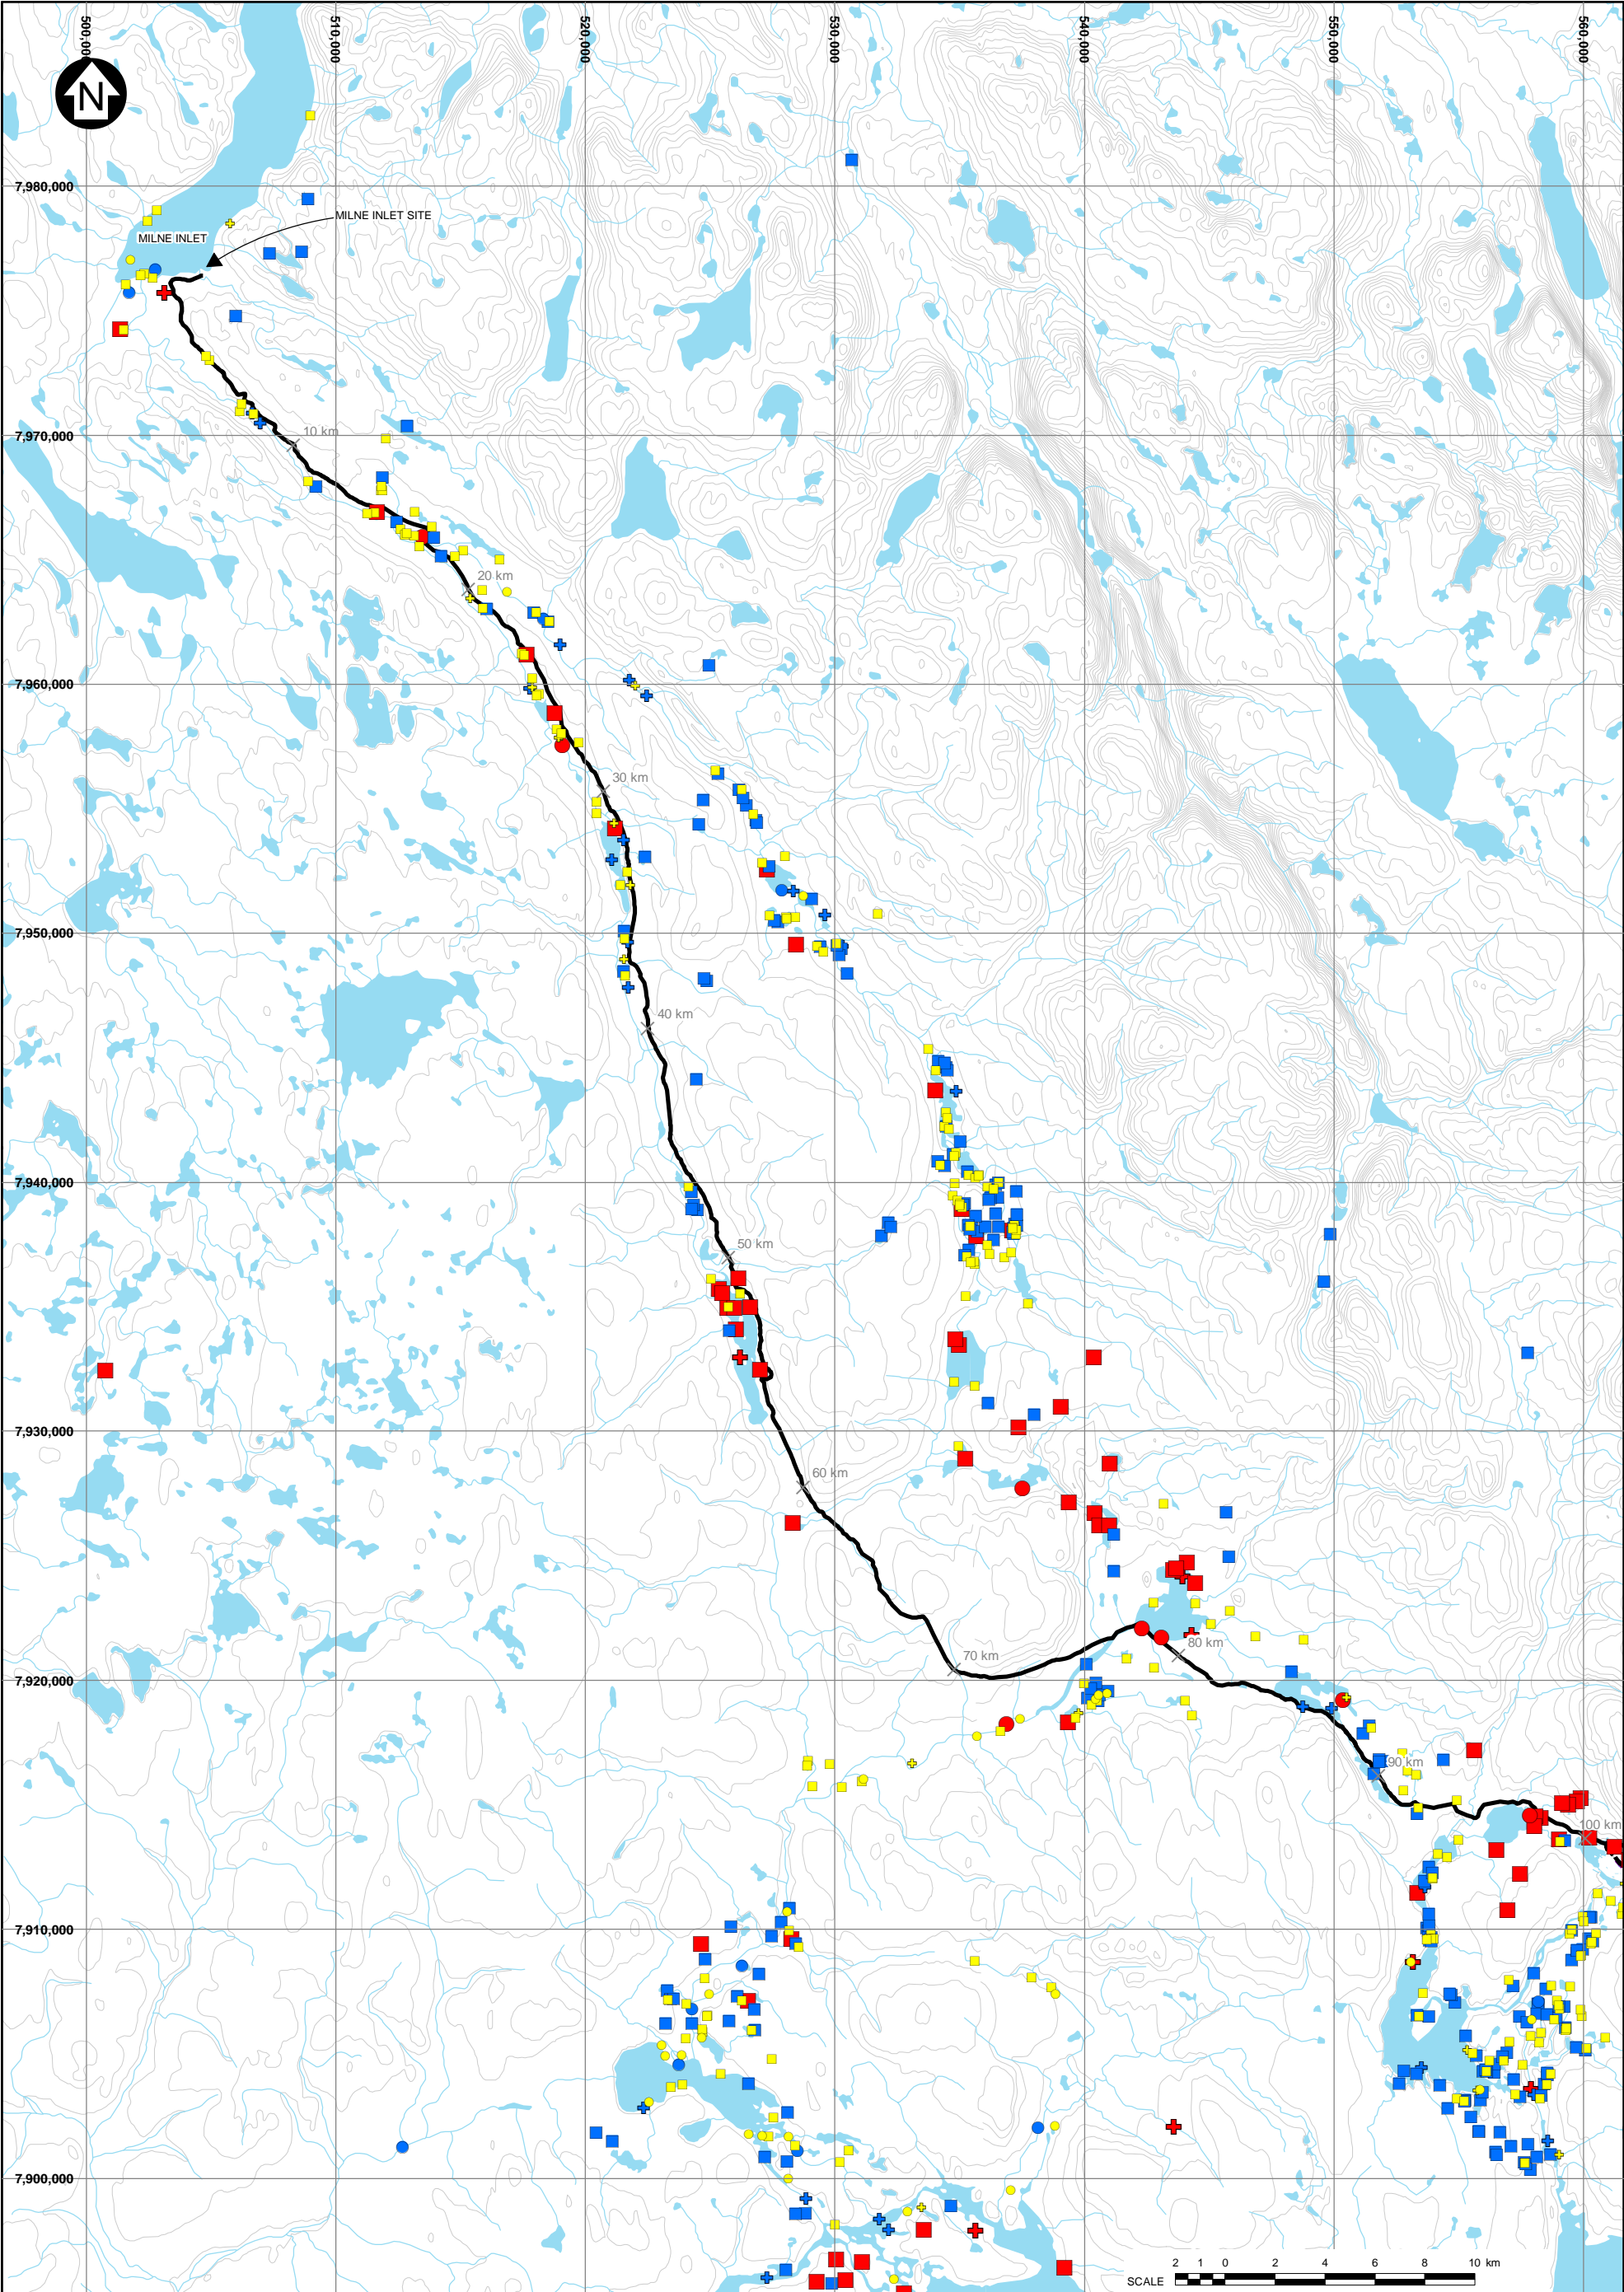 500,000
510,000
520,000
530,000
540,000
550,000
560,000
N
7,980,000
MILNE INLET SITE
MILNE INLET
7,970,000
10 km
20 km
7,960,000
30 km
7,950,000
40 km
7,940,000
50 km
7,930,000
60 km
80 km
70 km
7,920,000
90 km
100 km
7,910,000
7,900,000
2 1 0 2 4 6 8 10 km
SCALE